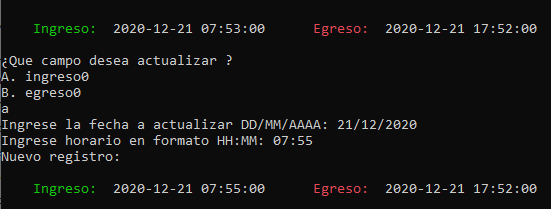 Ingreso: 2020-12-21 07:53:00 Egreso: 2020-12-21 17:52:00
¿Que campo desea actualizar ?
A. ingreso0
B. egreso0
a
Ingrese la fecha a actualizar DD/MM/AAAA: 21/12/2020
Ingrese horario en formato HH:MM: 07:55
Nuevo registro:
Ingreso: 2020-12-21 07:55:00 Egreso: 2020-12-21 17:52:00